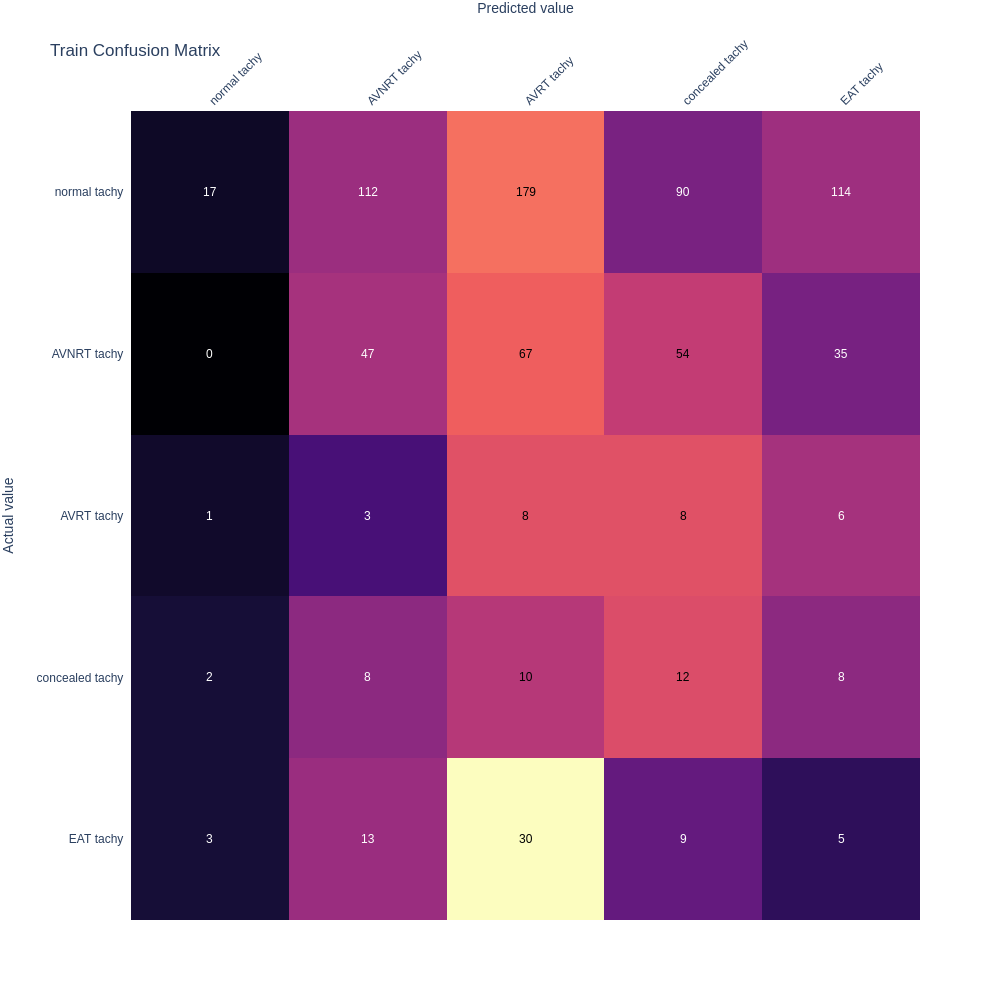 Predicted value
Train Confusion Matrix
normal tachy AVNRT tachy AVRT tachy concealed tachy EAT tachy
normal tachy 17 112 179 90 114
AVNRT tachy 0 47 67 54 35
AVRT tachy 1 3 8 8 6
concealed tachy 2 8 10 12 8
EAT tachy 3 13 30 9 5
Actual value